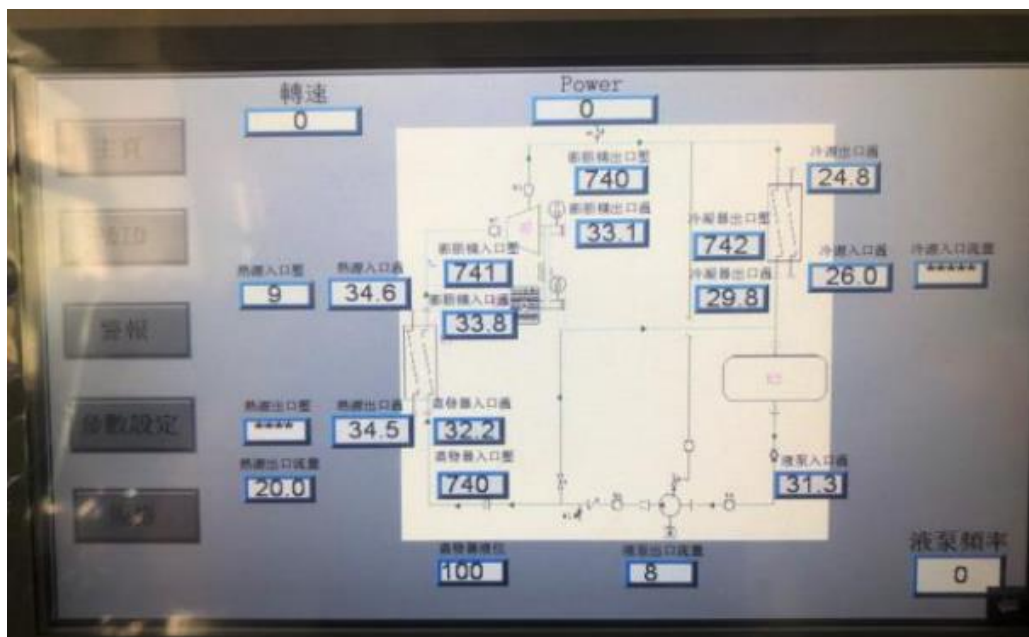 轉速
0
Power
0
主頁
膨脹機出口壓
740
冷源出口溫
24.8
膨脹機出口溫
33.1
冷凝器出口壓
742
膨脹機入口壓
741
熱源入口壓
9
熱源入口溫
34.6
冷源入口溫
26.0
冷源入口流量
*****
冷凝器出口溫
29.8
膨脹機入口溫
33.8
警報
熱源出口壓
****
熱源出口溫
34.5
蒸發器入口溫
32.2
參數設定
熱源出口流量
20.0
蒸發器入口壓
740
液泵入口溫
31.3
蒸發器液位
100
液泵出口流量
8
液泵頻率
0